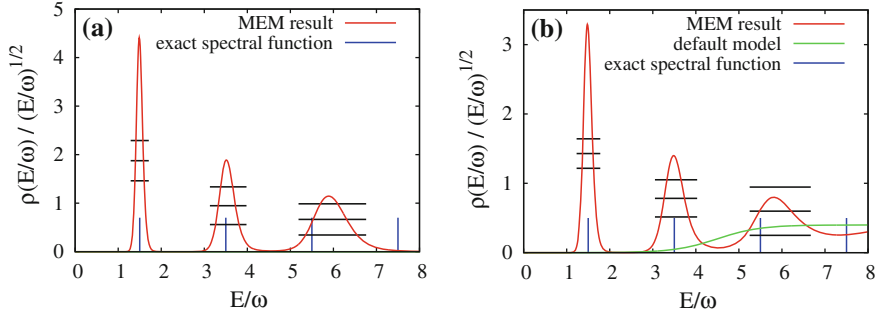 (a)
MEM result
exact spectral function
ρ(E/ω) / (E/ω)^1/2
5
4
3
2
1
0
0 1 2 3 4 5 6 7 8
E/ω
(b)
MEM result
default model
exact spectral function
ρ(E/ω) / (E/ω)^1/2
3
2
1
0
0 1 2 3 4 5 6 7 8
E/ω